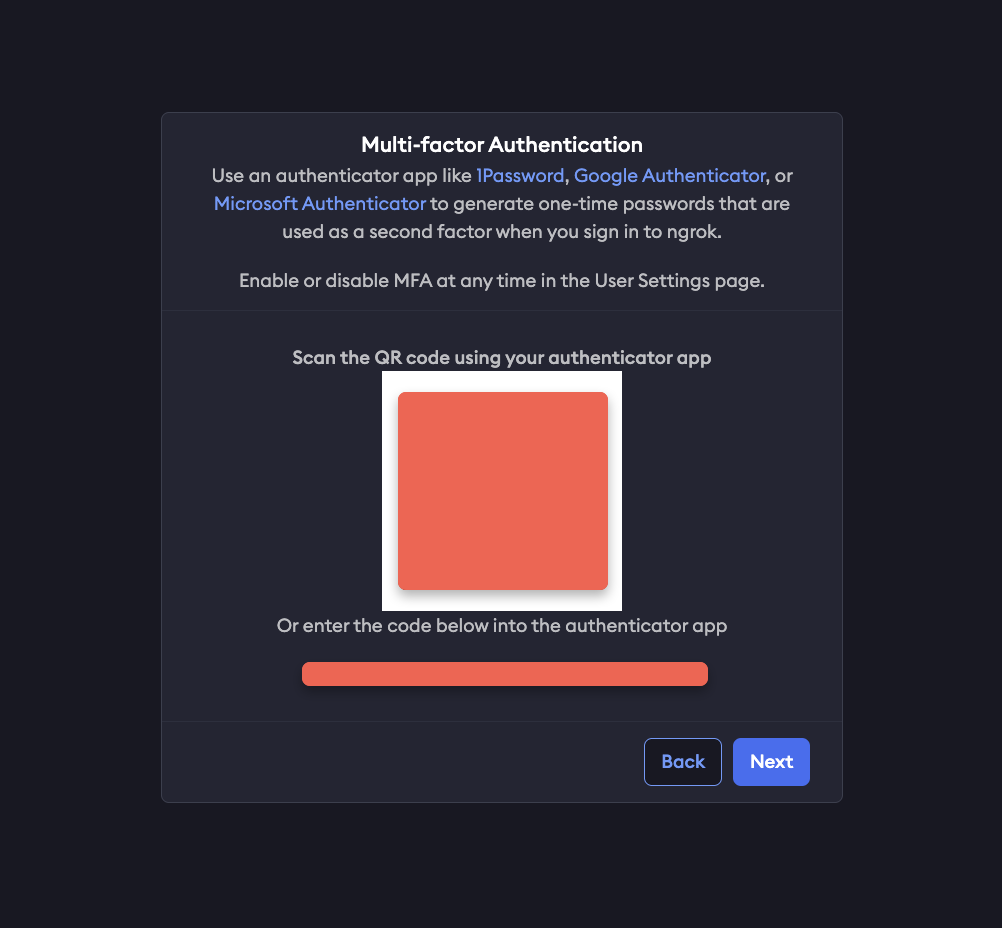 Multi-factor Authentication
Use an authenticator app like 1Password, Google Authenticator, or
Microsoft Authenticator to generate one-time passwords that are
used as a second factor when you sign in to ngrok.
Enable or disable MFA at any time in the User Settings page.
Scan the QR code using your authenticator app
Or enter the code below into the authenticator app
Back
Next